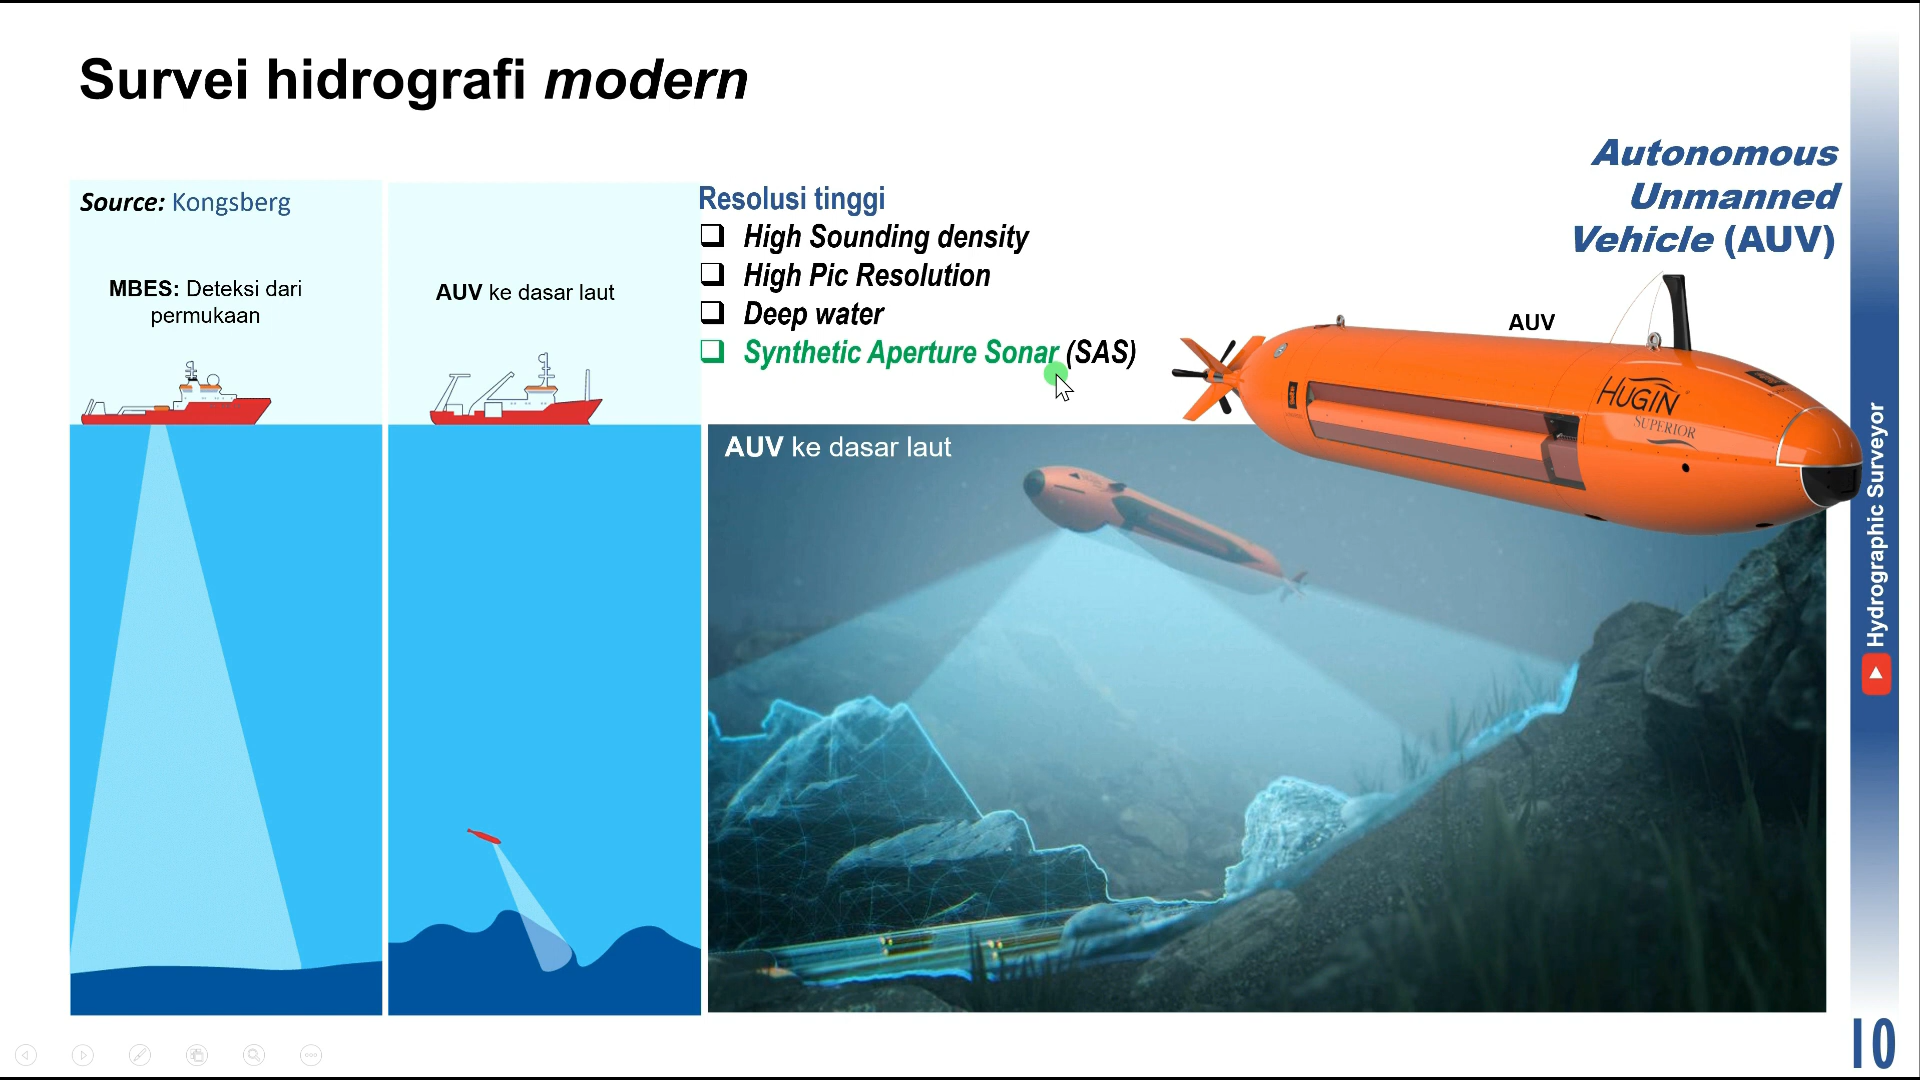 Survei hidrografi modern
Autonomous
Unmanned
Vehicle (AUV)
Source: Kongsberg
MBES: Deteksi dari
permukaan
AUV ke dasar laut
Resolusi tinggi
High Sounding density
High Pic Resolution
Deep water
Synthetic Aperture Sonar (SAS)
AUV
HUGIN
SUPERIOR
AUV ke dasar laut
Hydrographic Surveyor
10